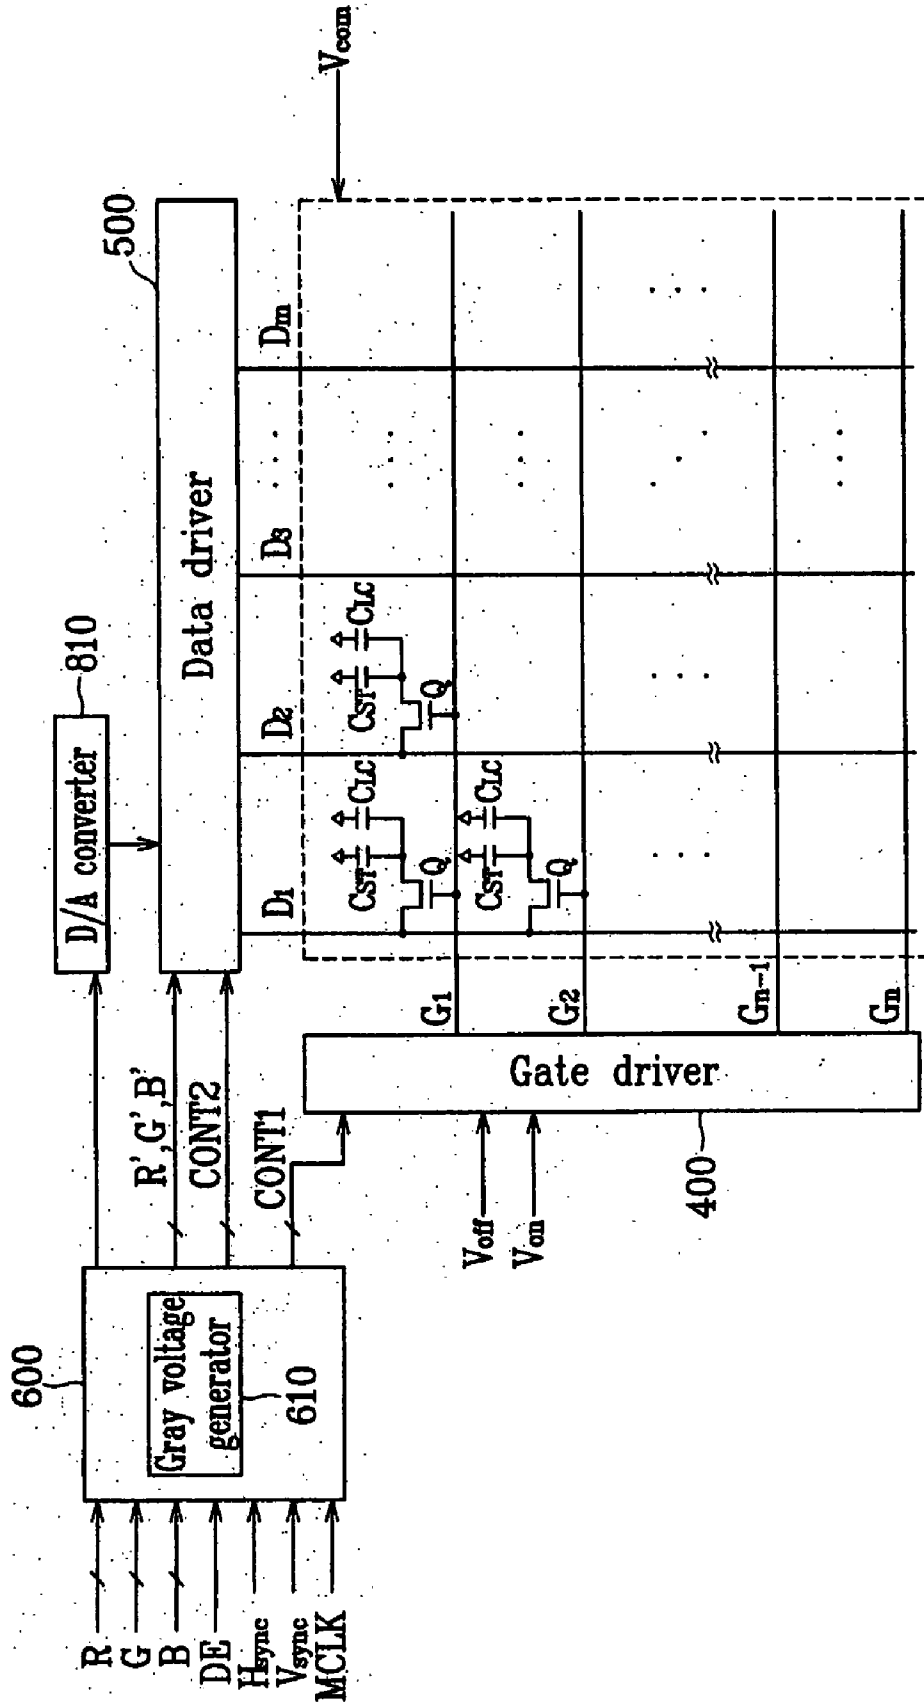 600
R
G
B
DE
Hsync
Vsync
MCLK
Gray voltage
generator
610
R',G',B'
CONT2
CONT1
D/A converter
810
Data driver
500
D1
D2
D3
. . .
Dm
Vcom
Voff
Von
Gate driver
400
G1
G2
Gn-1
Gn
CST
CLC
Q
CST
CLC
Q
CST
CLC
Q